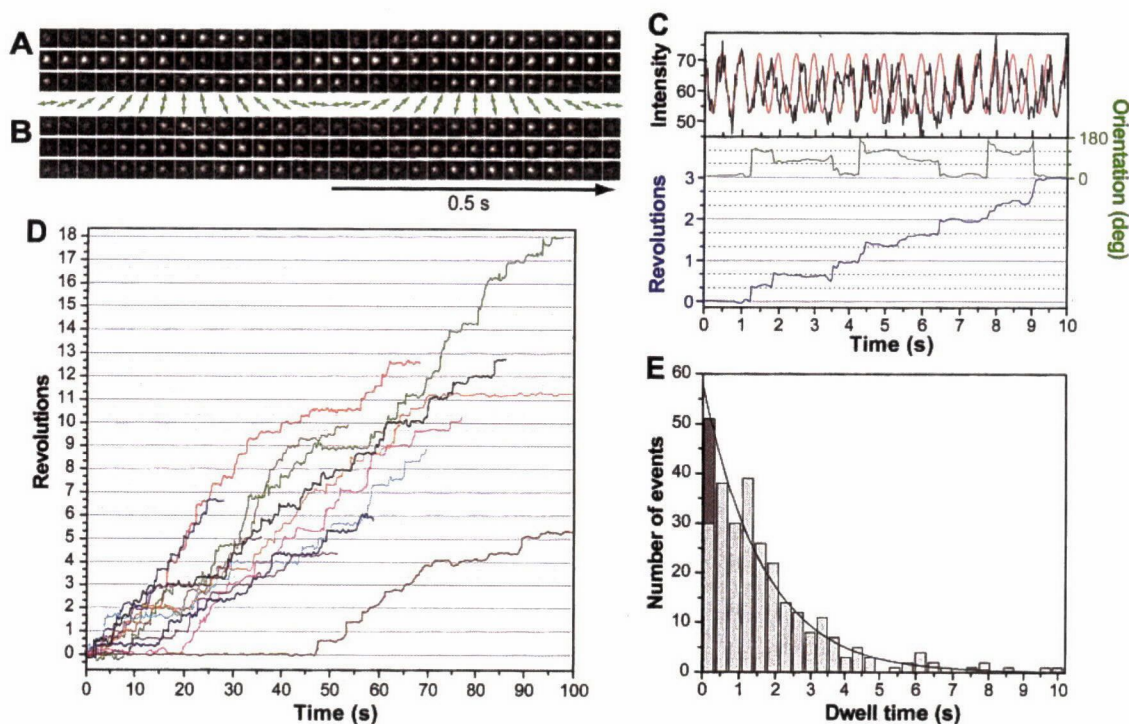 A
B
0.5 s
C
Intensity
70
60
50
180
0
Orientation (deg)
Revolutions
3
2
1
0
0 1 2 3 4 5 6 7 8 9 10
Time (s)
D
Revolutions
18
17
16
15
14
13
12
11
10
9
8
7
6
5
4
3
2
1
0
0 10 20 30 40 50 60 70 80 90 100
Time (s)
E
Number of events
60
50
40
30
20
10
0
0 1 2 3 4 5 6 7 8 9 10
Dwell time (s)